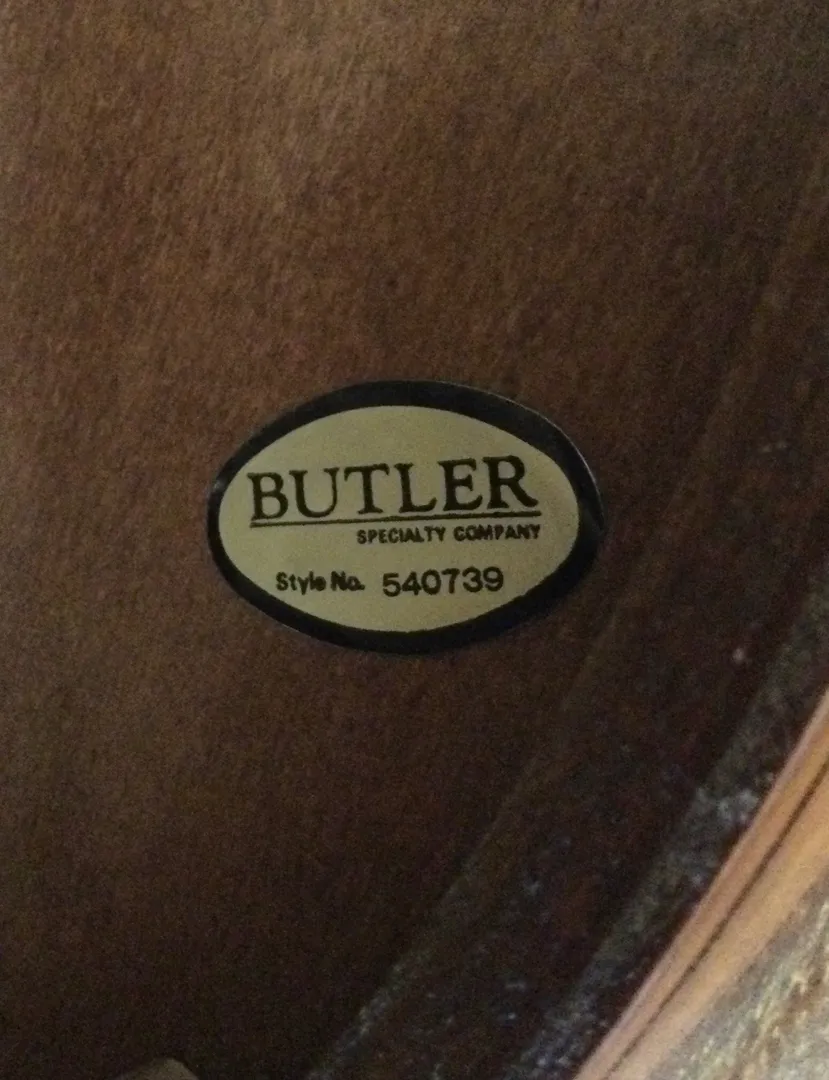 BUTLER
SPECIALTY COMPANY
Style No. 540739